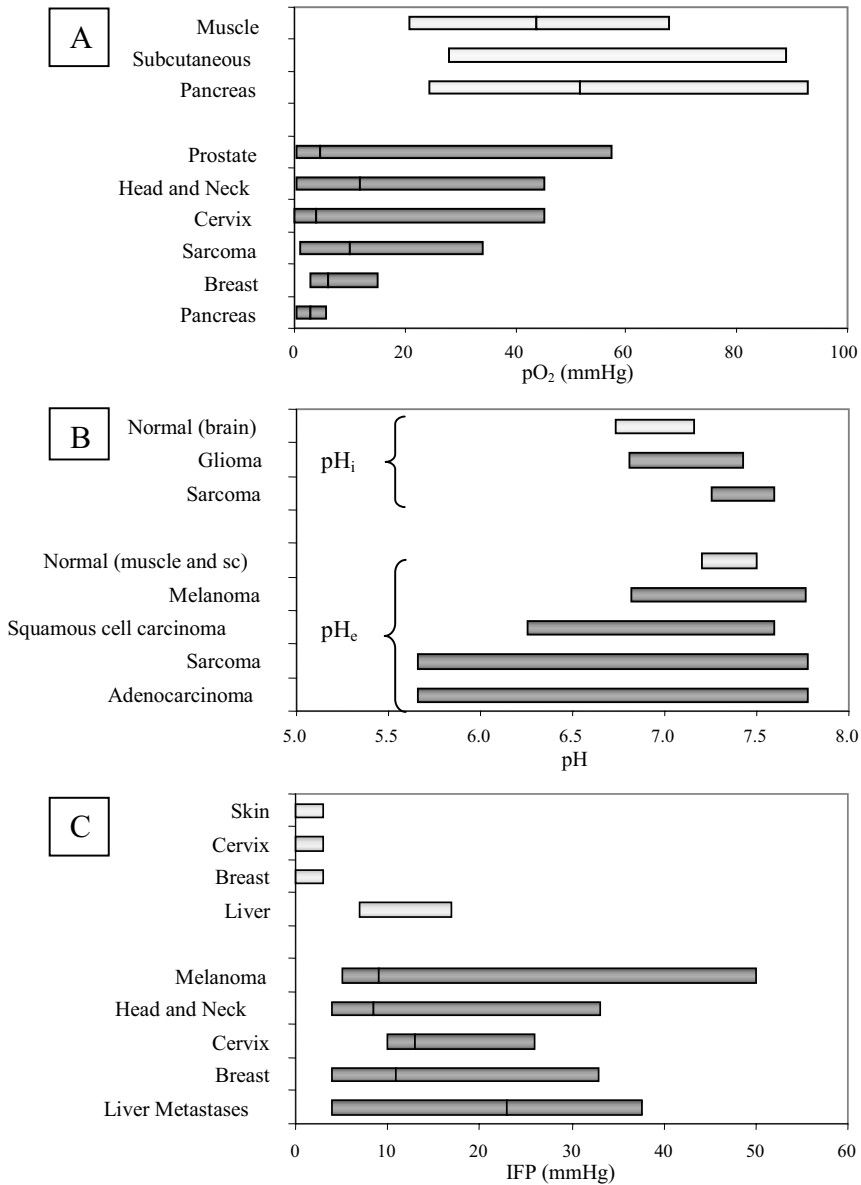 A
Muscle
Subcutaneous
Pancreas
Prostate
Head and Neck
Cervix
Sarcoma
Breast
Pancreas
0 20 40 60 80 100
pO₂ (mmHg)
B
Normal (brain)
Glioma
Sarcoma
pHᵢ
Normal (muscle and sc)
Melanoma
Squamous cell carcinoma
Sarcoma
Adenocarcinoma
pHₑ
5.0 5.5 6.0 6.5 7.0 7.5 8.0
pH
C
Skin
Cervix
Breast
Liver
Melanoma
Head and Neck
Cervix
Breast
Liver Metastases
0 10 20 30 40 50 60
IFP (mmHg)